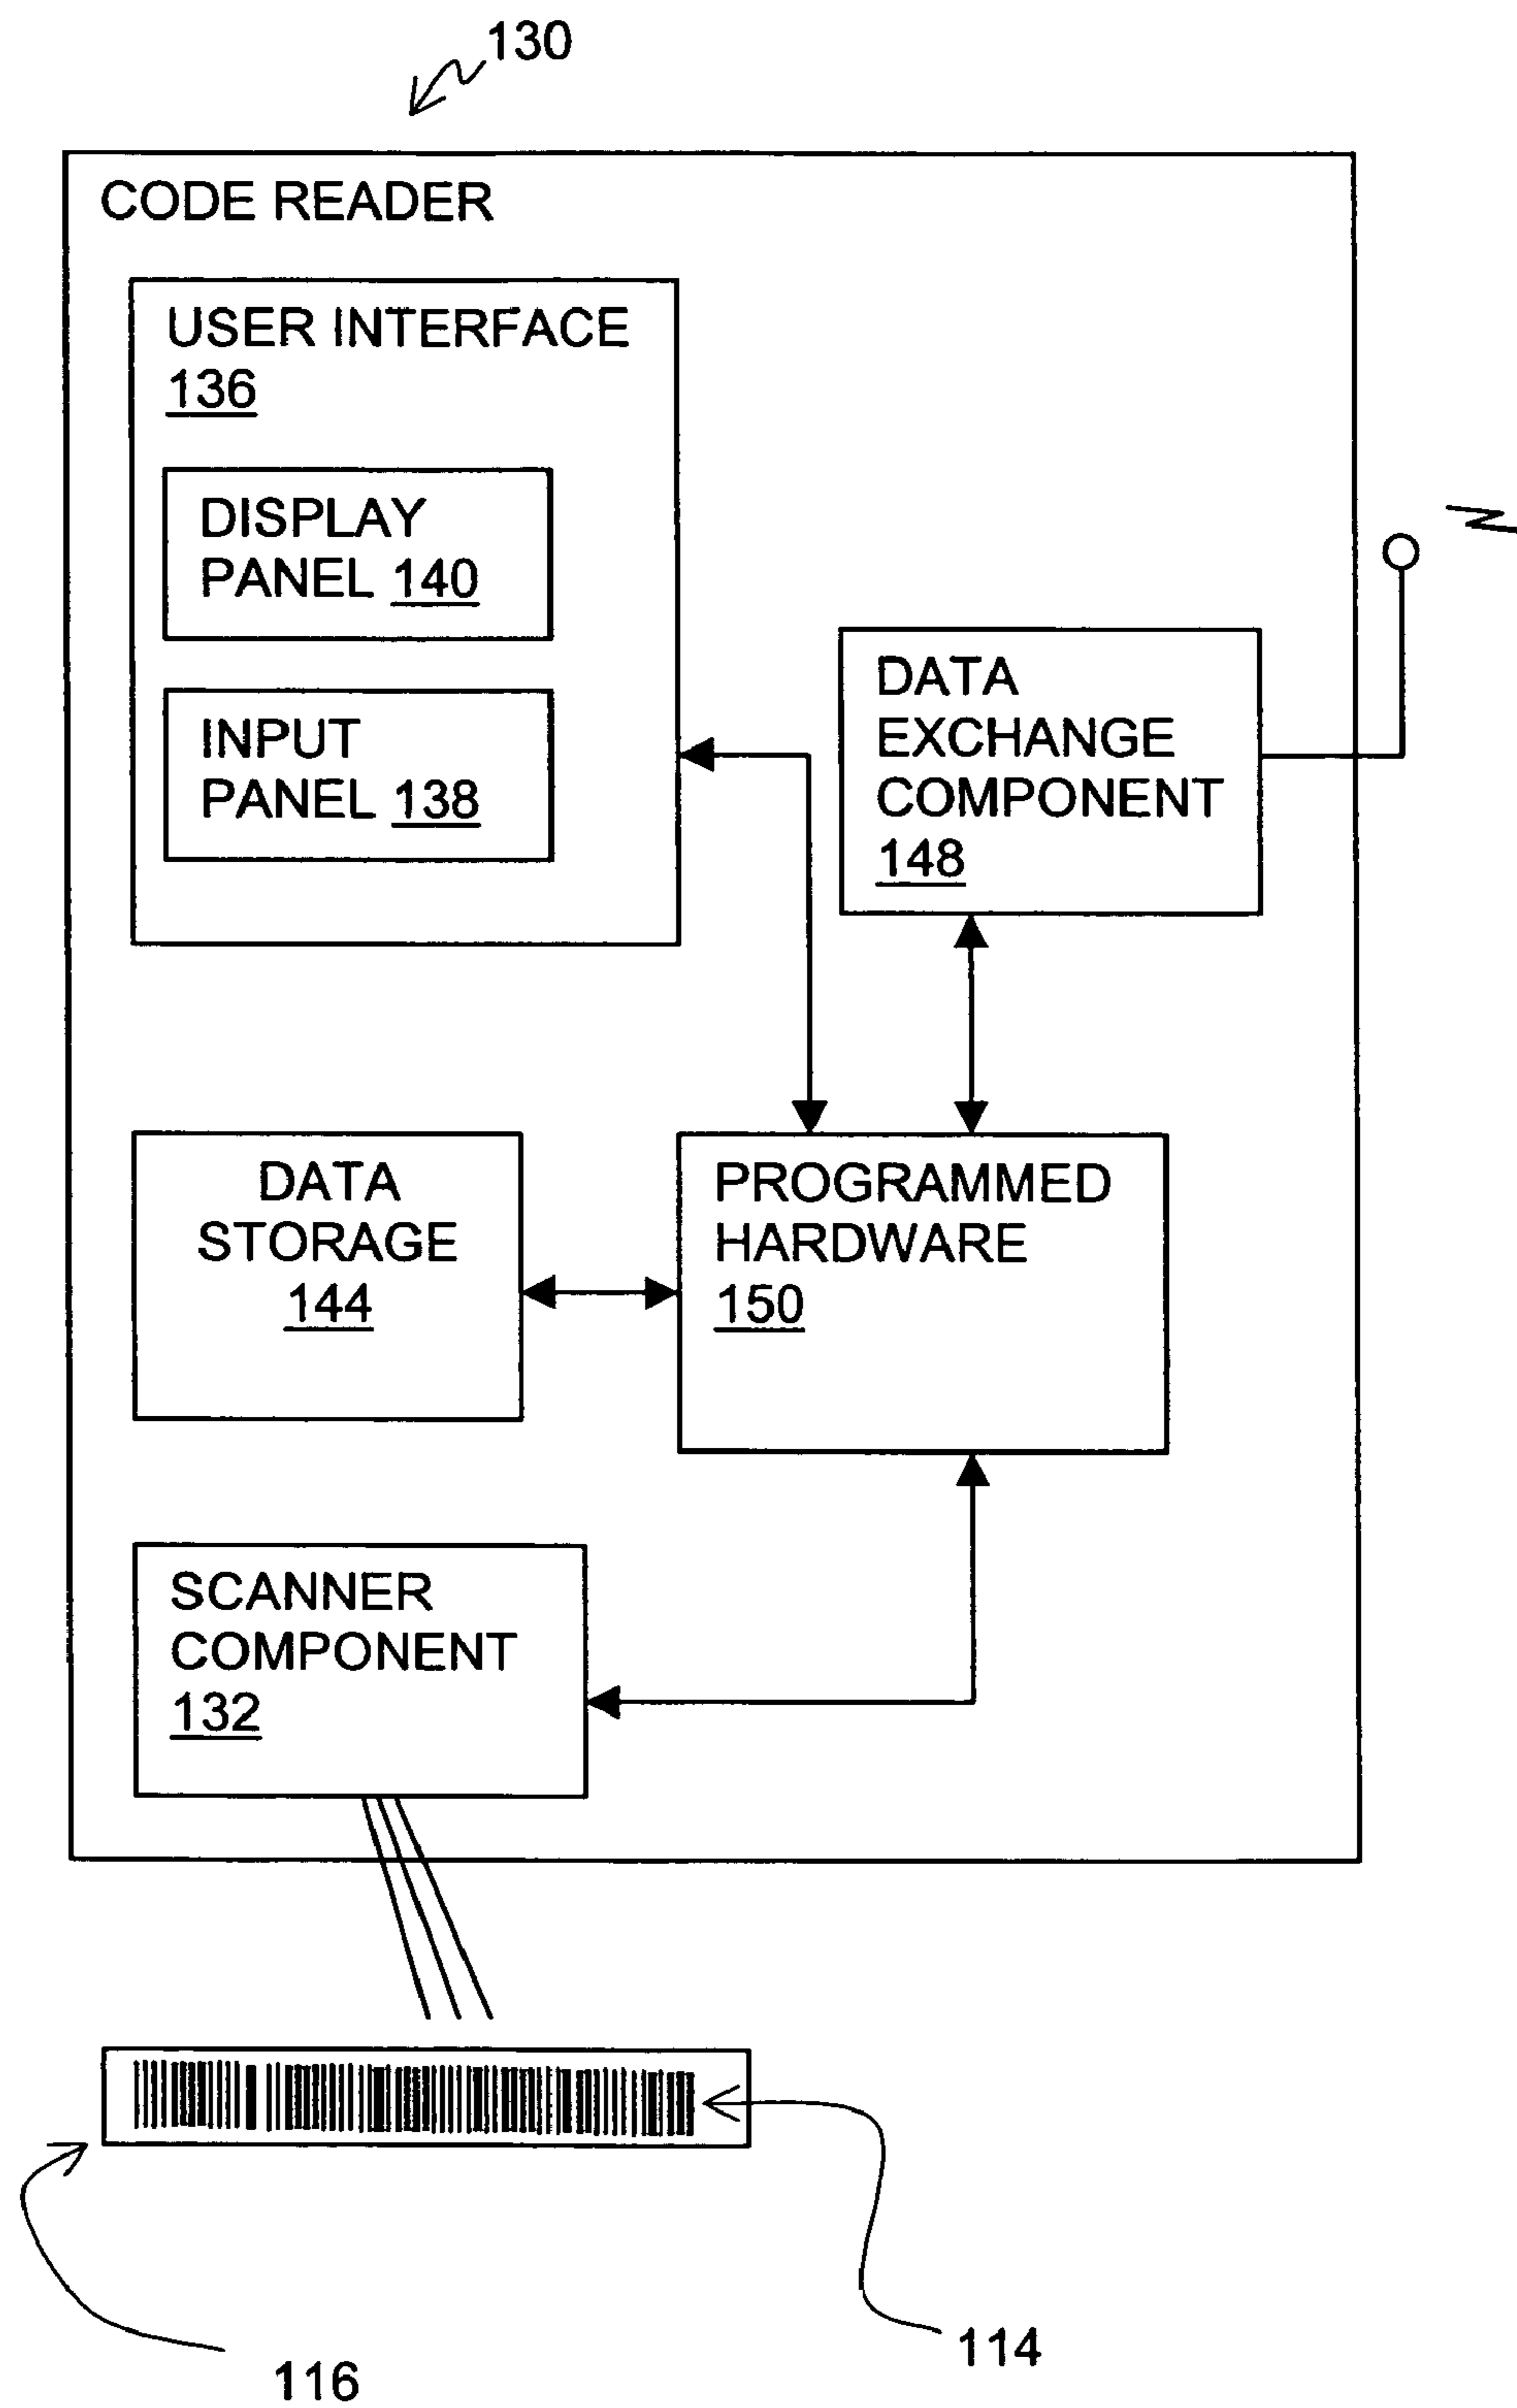 130
CODE READER
USER INTERFACE
136
DISPLAY
PANEL 140
INPUT
PANEL 138
DATA
EXCHANGE
COMPONENT
148
DATA
STORAGE
144
PROGRAMMED
HARDWARE
150
SCANNER
COMPONENT
132
114
116